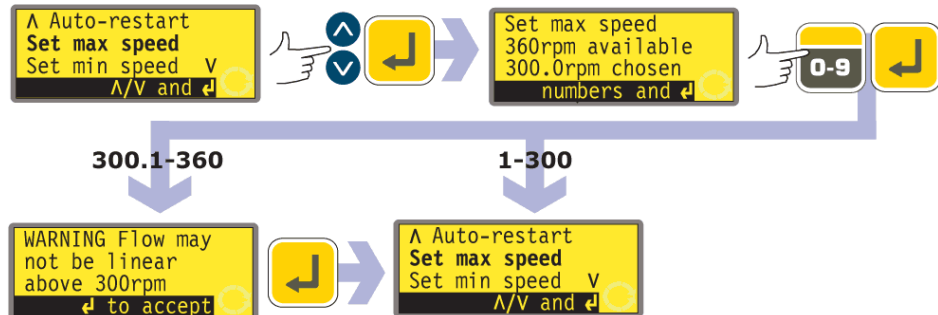 Λ Auto-restart
Set max speed
Set min speed V
Λ/V and ↲
Set max speed
360rpm available
300.0rpm chosen
numbers and ↲
0-9
300.1-360
1-300
WARNING Flow may
not be linear
above 300rpm
↲ to accept
Λ Auto-restart
Set max speed
Set min speed V
Λ/V and ↲